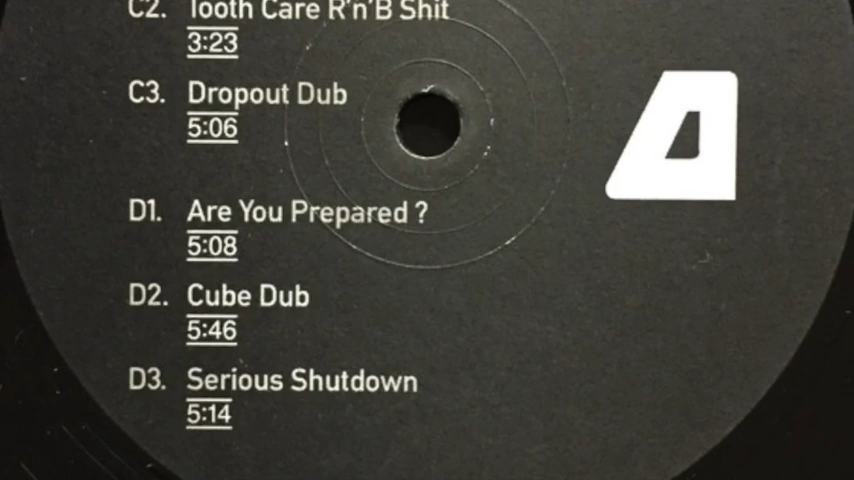 C2. Tooth Care R'n'B Shit
3:23
C3. Dropout Dub
5:06
D1. Are You Prepared ?
5:08
D2. Cube Dub
5:46
D3. Serious Shutdown
5:14